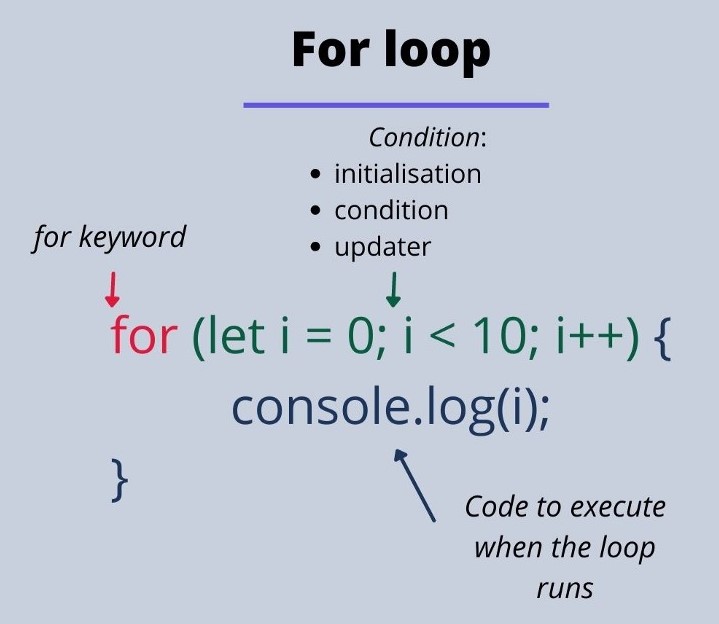 For loop
Condition:
• initialisation
• condition
• updater
for keyword
for (let i = 0; i < 10; i++) {
console.log(i);
}
Code to execute
when the loop
runs